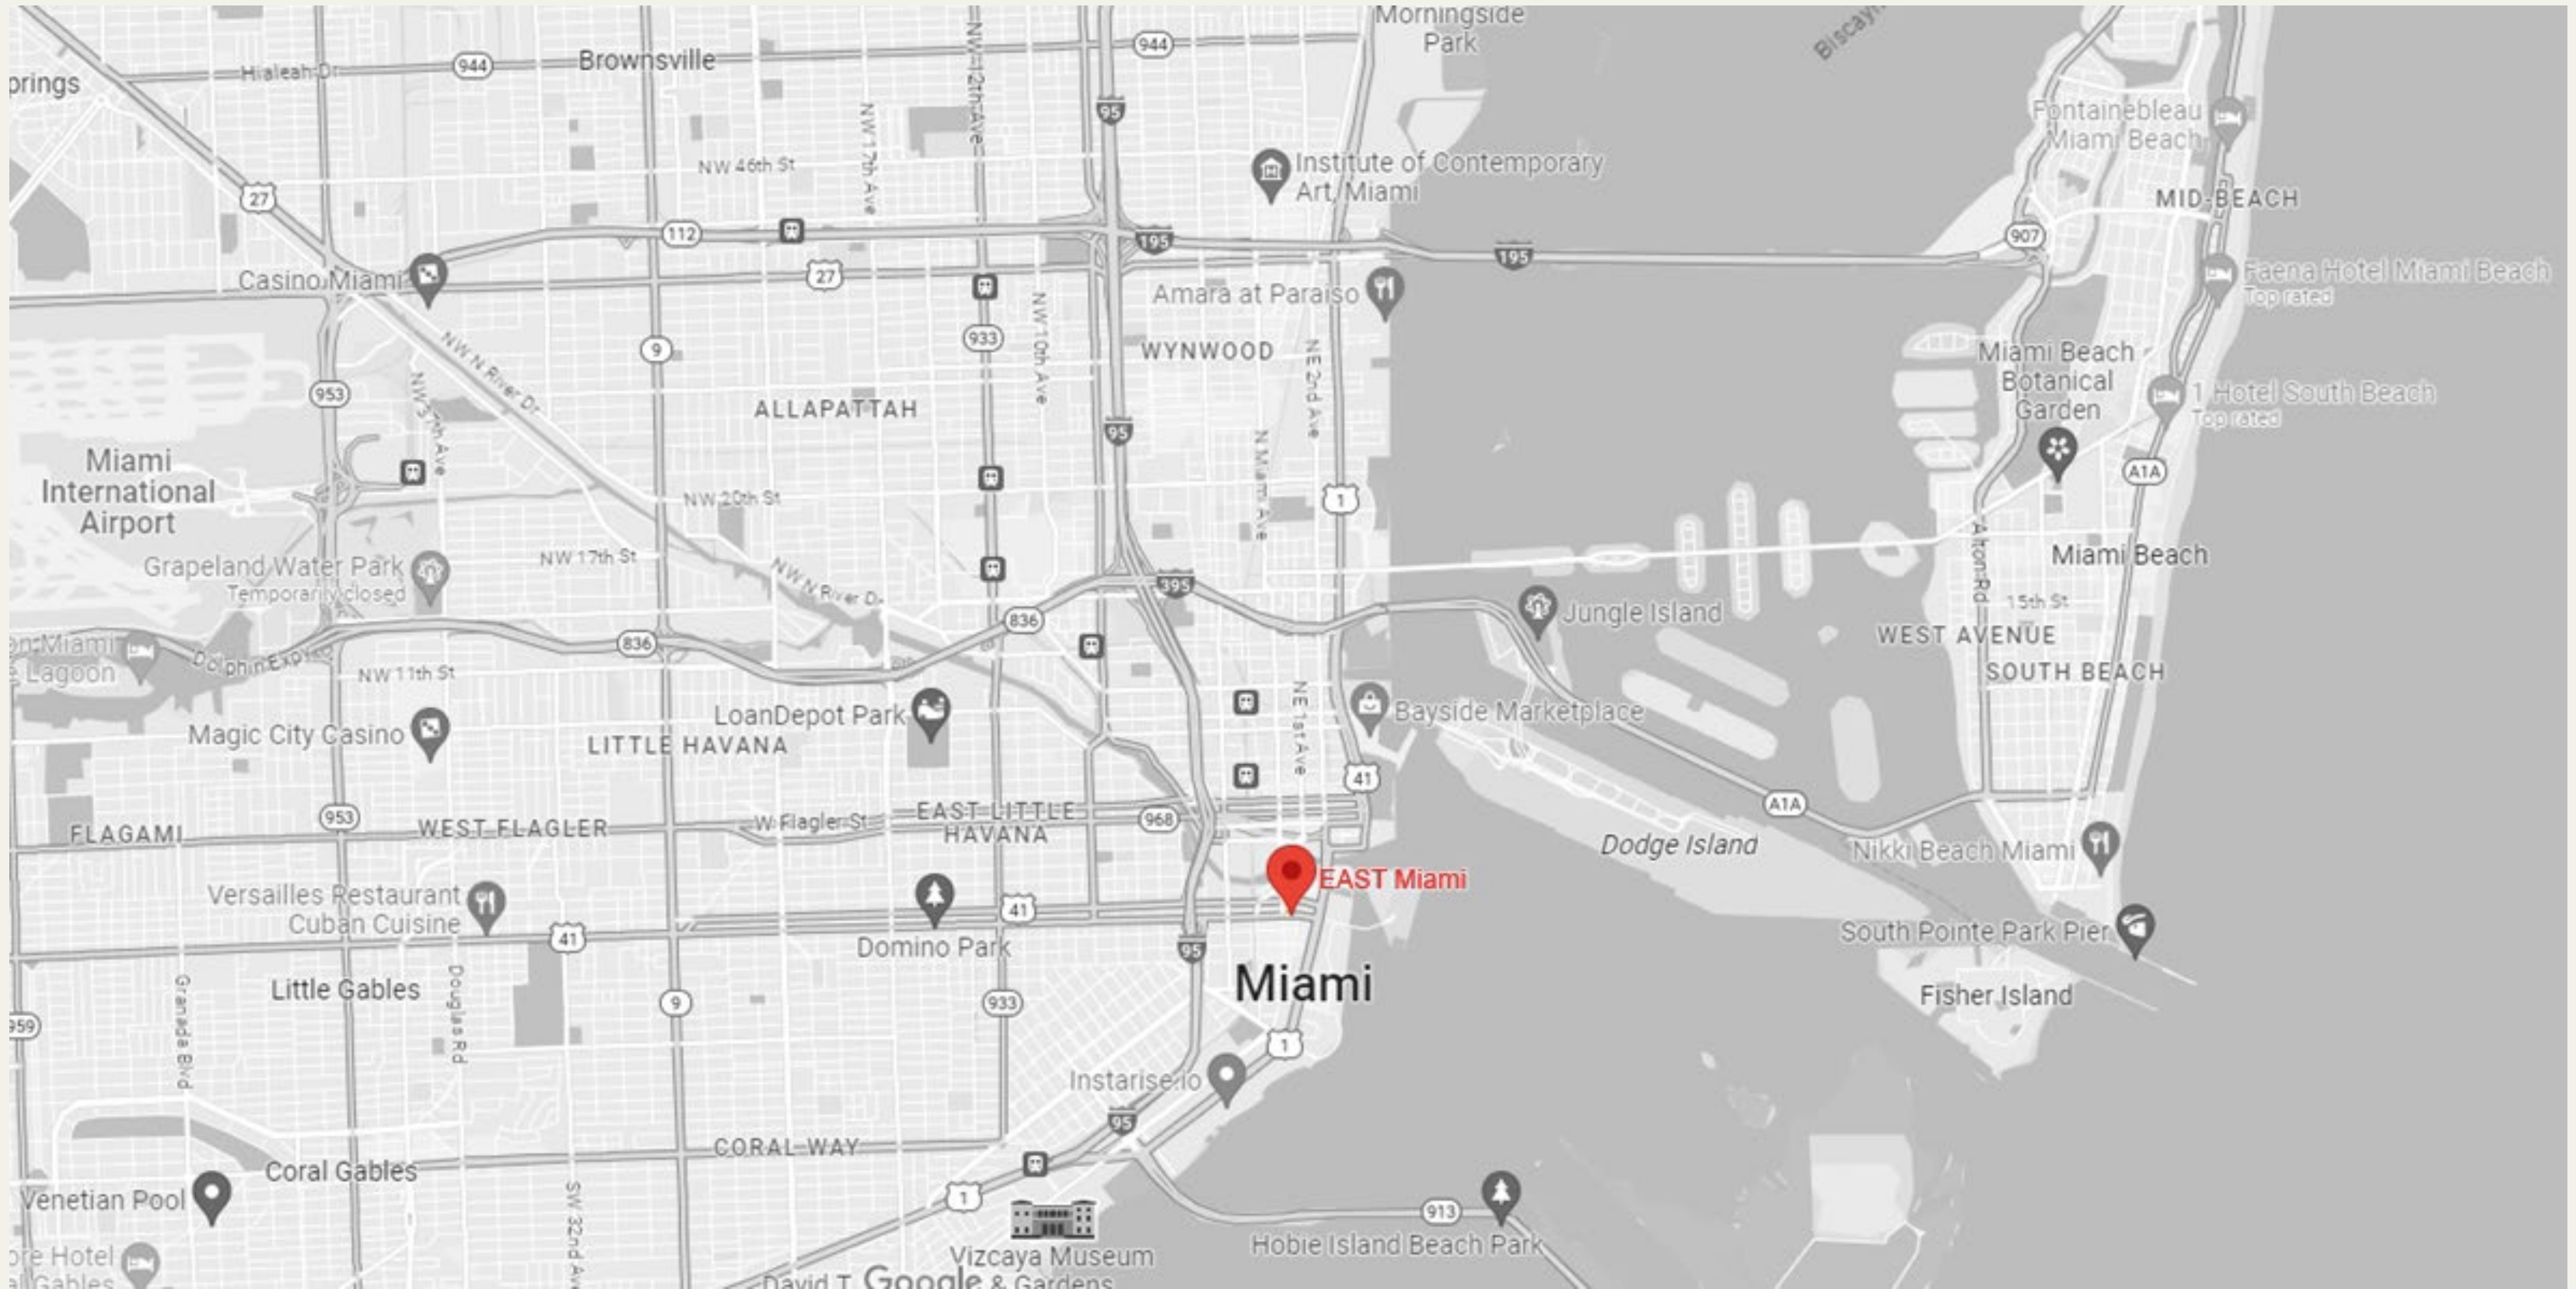 Morningside
Park
Hialeah Dr
944
Brownsville
NW 12th Ave
944
prings
95
Fontainebleau
Miami Beach
NW 17th Ave
NW 46th St
Institute of Contemporary
Art, Miami
27
MID-BEACH
112
195
195
907
Casino Miami
27
Amara at Paraiso
Faena Hotel Miami Beach
Top rated
NW N River Dr
9
933
NW 10th Ave
WYNWOOD
NE 2nd Ave
Miami Beach
Botanical
Garden
953
NW 37th Ave
ALLAPATTAH
95
N Miami Ave
1 Hotel South Beach
Top rated
Miami
International
Airport
NW 20th St
1
A1A
Grapeland Water Park
Temporarily closed
NW 17th St
NW N River Dr
395
Alton Rd
Miami Beach
15th St
Jungle Island
836
836
WEST AVENUE
on Miami
Lagoon
Dolphin Expy
NW 11th St
SOUTH BEACH
Magic City Casino
LoanDepot Park
LITTLE HAVANA
NE 1st Ave
Bayside Marketplace
41
A1A
953
FLAGAMI
WEST FLAGLER
W Flagler St
EAST LITTLE
HAVANA
968
Dodge Island
Nikki Beach Miami
EAST Miami
Versailles Restaurant
Cuban Cuisine
41
41
Domino Park
95
South Pointe Park Pier
Miami
Little Gables
Granada Blvd
Douglas Rd
9
933
Fisher Island
959
1
Instarise.io
95
CORAL WAY
Coral Gables
Venetian Pool
SW 32nd Ave
1
913
Hobie Island Beach Park
Vizcaya Museum
& Gardens
ore Hotel
al Gables
David T
Google